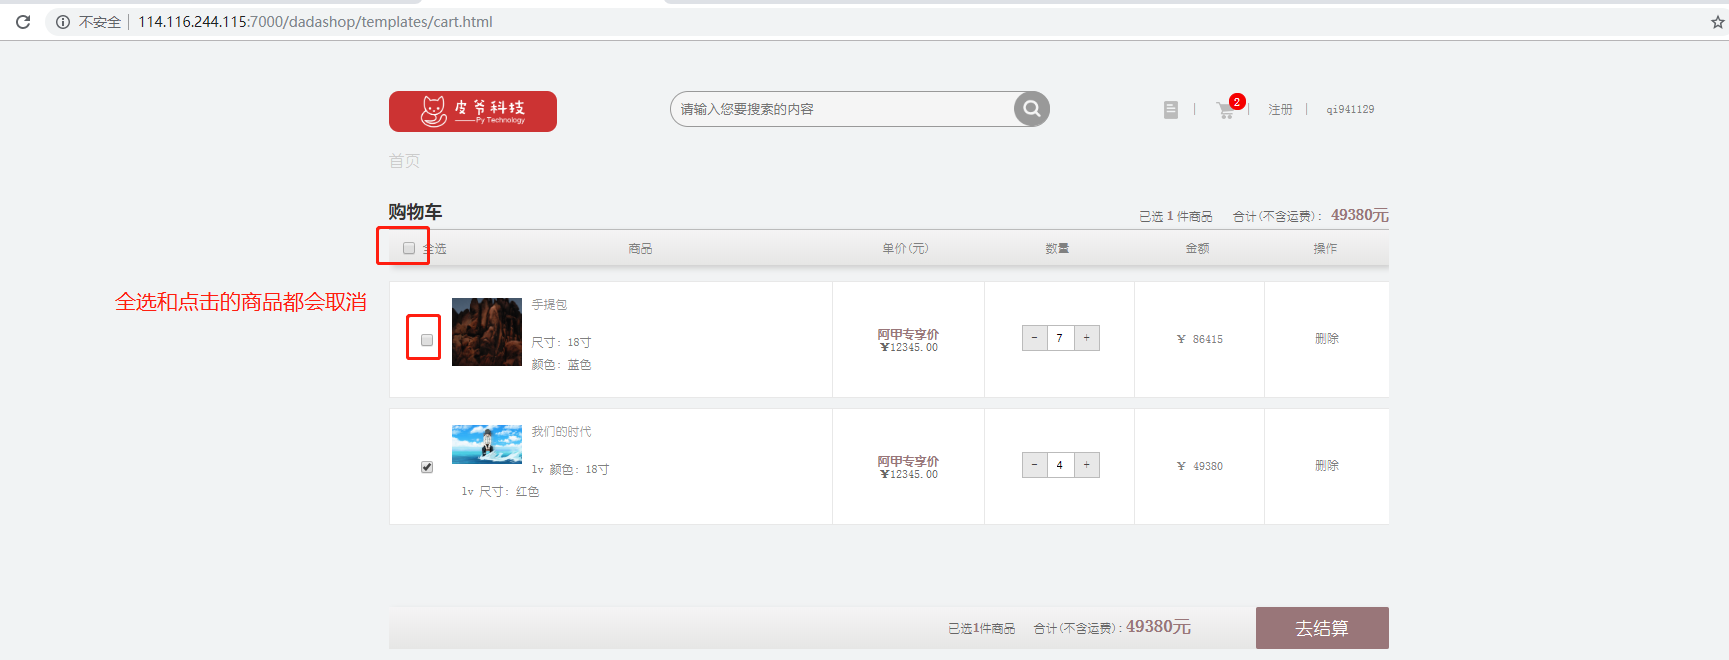 不安全 | 114.116.244.115:7000/dadashop/templates/cart.html
皮爷科技
Py Technology
请输入您要搜索的内容
2
注册
qi941129
首页
购物车
已选 1 件商品 合计(不含运费): 49380元
全选 商品 单价(元) 数量 金额 操作
全选和点击的商品都会取消
手提包
尺寸: 18寸
颜色: 蓝色
阿甲专享价
¥12345.00
- 7 +
¥ 86415
删除
我们的时代
lv 颜色: 18寸
lv 尺寸: 红色
阿甲专享价
¥12345.00
- 4 +
¥ 49380
删除
已选1件商品 合计(不含运费): 49380元
去结算